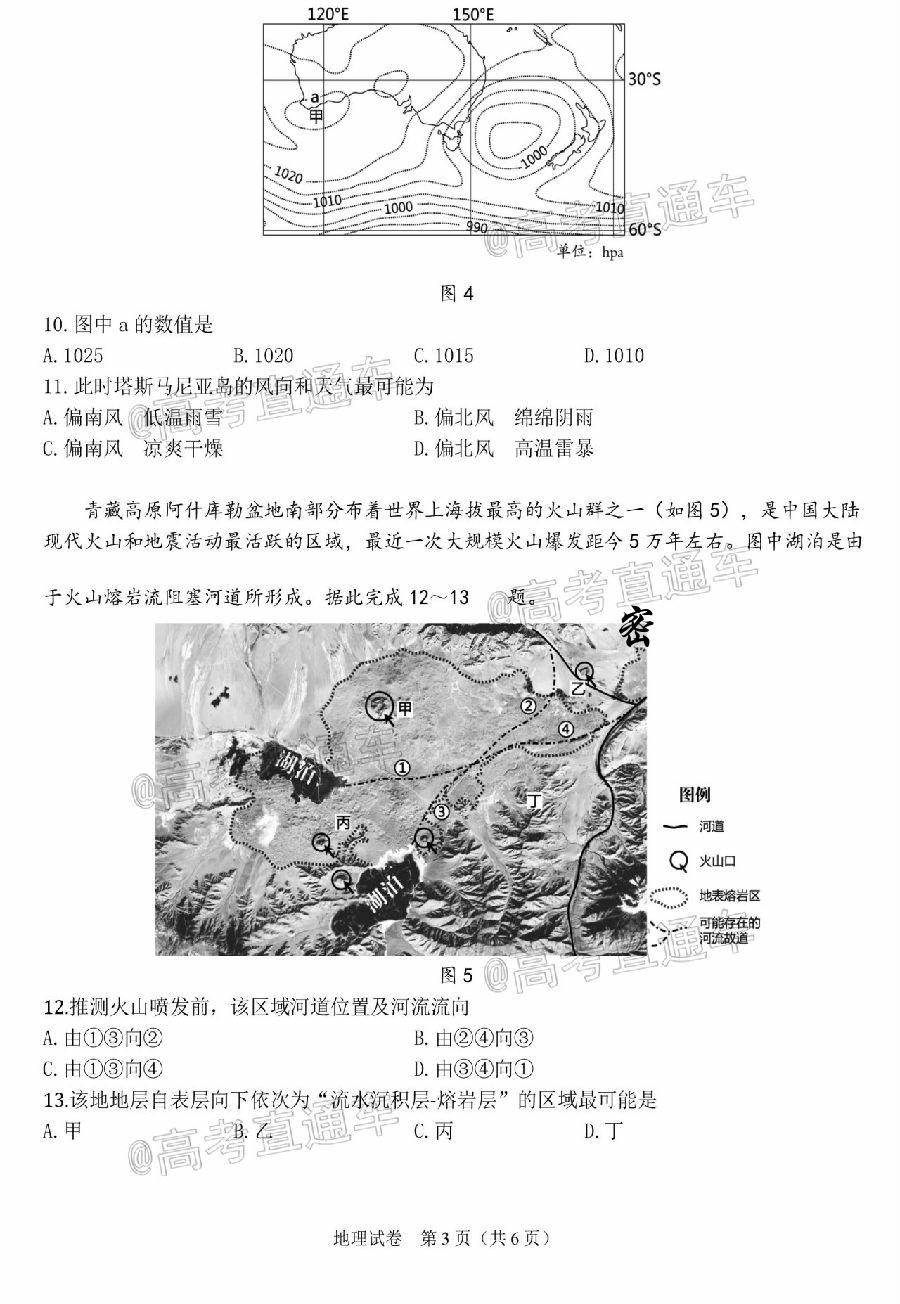 120°E 150°E
30°S
a
甲
1020
1010
1000
1000
990
1010
60°S
单位：hpa
@高考直通车
图 4
10. 图中 a 的数值是
A. 1025 B. 1020 C. 1015 D. 1010
11. 此时塔斯马尼亚岛的风向和天气最可能为
@高考直通车
A. 偏南风 低温雨雪 B. 偏北风 绵绵阴雨
C. 偏南风 凉爽干燥 D. 偏北风 高温雷暴
青藏高原阿什库勒盆地南部分布着世界上海拔最高的火山群之一（如图 5），是中国大陆
现代火山和地震活动最活跃的区域，最近一次大规模火山爆发距今 5 万年左右。图中湖泊是由
@高考直通车
于火山熔岩流阻塞河道所形成。据此完成 12～13 题。
密
甲
乙
②
④
湖泊
①
丁
丙
③
湖泊
@高考直通车
图例
河道
火山口
地表熔岩区
可能存在的
河流故道
@高考直通车
图 5
12.推测火山喷发前，该区域河道位置及河流流向
A. 由①③向② B. 由②④向③
C. 由①③向④ D. 由③④向①
13.该地地层自表层向下依次为“流水沉积层-熔岩层”的区域最可能是
A. 甲 B. 乙 C. 丙 D. 丁
@高考直通车
地理试卷 第 3 页（共 6 页）